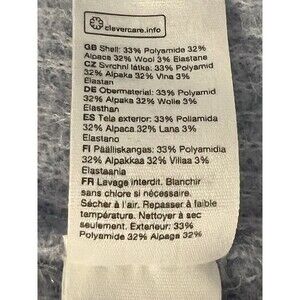 clevercare.info
GB Shell: 33% Polyamide 32%
Alpaca 32% Wool 3% Elastane
CZ Svrchní látka: 33% Polyamid
32% Alpaka 32% Vlna 3%
Elastan
DE Obermaterial: 33% Polyamid
32% Alpaca 32% Wolle 3%
Elasthan
ES Tela exterior: 33% Poliamida
32% Alpaca 32% Lana 3%
Elastano
FI Päällikangas: 33% Polyamidia
32% Alpakkaa 32% Villaa 3%
Elastaania
FR Lavage interdit. Blanchir
sans chlore si nécessaire.
Sécher à l'air. Repasser à faible
température. Nettoyer à sec
seulement. Extérieur: 33%
Polyamide 32% Alpaga 32%